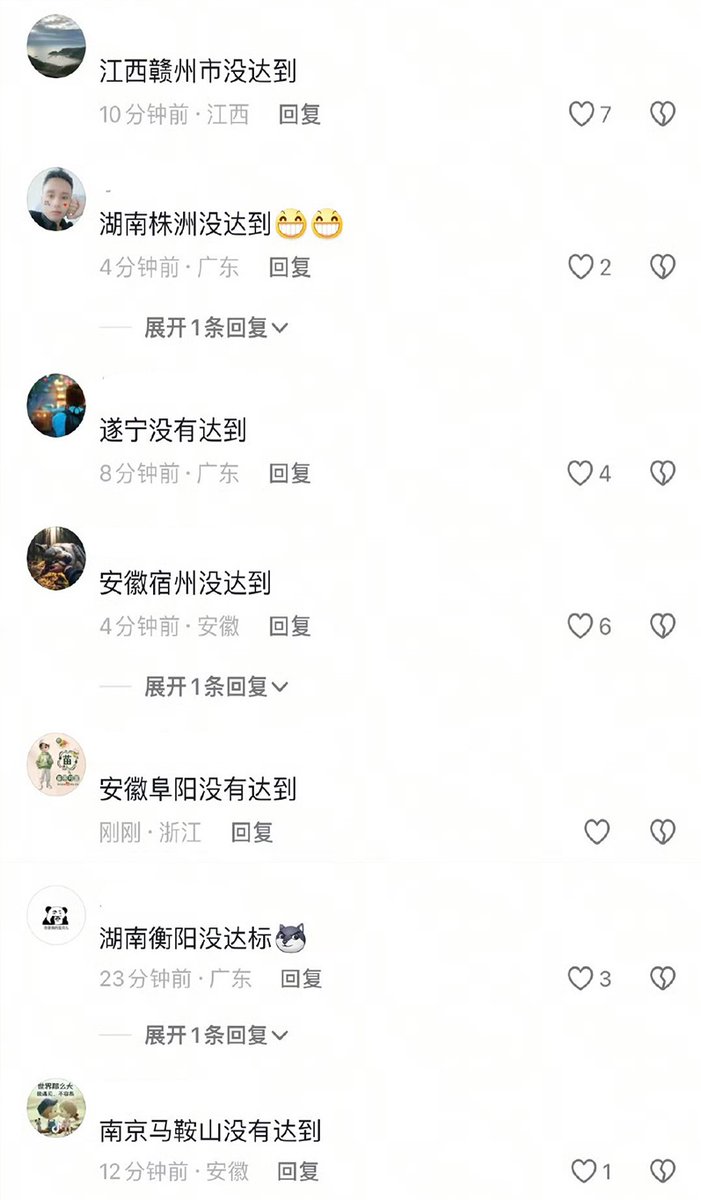 江西赣州市没达到
10分钟前·江西 回复 7
湖南株洲没达到😁😁
4分钟前·广东 回复 2
展开1条回复
遂宁没有达到
8分钟前·广东 回复 4
安徽宿州没达到
4分钟前·安徽 回复 6
展开1条回复
安徽阜阳没有达到
刚刚·浙江 回复
湖南衡阳没达标
23分钟前·广东 回复 3
展开1条回复
世界那么大
南京马鞍山没有达到
12分钟前·安徽 回复 1